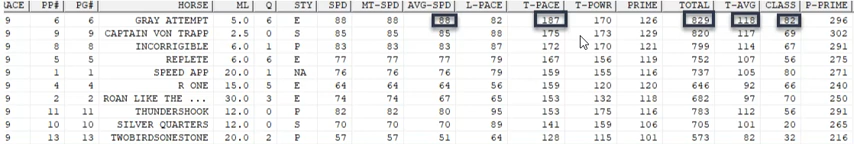 ACE | PP# | PG# | HORSE | ML | Q | STY | SPD | MT-SPD | AVG-SPD | L-PACE | T-PACE | T-POWR | PRIME | TOTAL | T-AVG | CLASS | P-PRIME
9 6 6 GRAY ATTEMPT 5.0 6 E 88 88 88 82 187 170 126 829 118 82 296
9 9 9 CAPTAIN VON TRAPP 2.5 0 S 85 85 85 88 175 173 129 820 117 69 302
9 8 8 INCORRIGIBLE 6.0 1 P 83 83 83 87 172 170 121 799 114 67 291
9 5 5 REPLETE 6.0 6 E 77 77 77 79 167 156 119 752 107 56 275
9 1 1 SPEED APP 20.0 1 NA 76 76 76 79 159 155 116 737 105 80 271
9 4 4 R ONE 15.0 5 E 64 64 64 56 159 120 120 646 92 66 240
9 2 2 ROAN LIKE THE ... 30.0 3 E 74 74 67 65 153 132 118 682 97 70 250
9 11 11 THUNDERSHOOK 12.0 0 P 82 82 80 95 153 175 116 783 112 56 291
9 10 10 SILVER QUARTERS 12.0 0 S 70 70 70 89 141 159 106 705 101 20 265
9 13 13 TWOBIRDSONESTONE 20.0 2 P 57 57 51 64 128 115 101 573 82 32 216